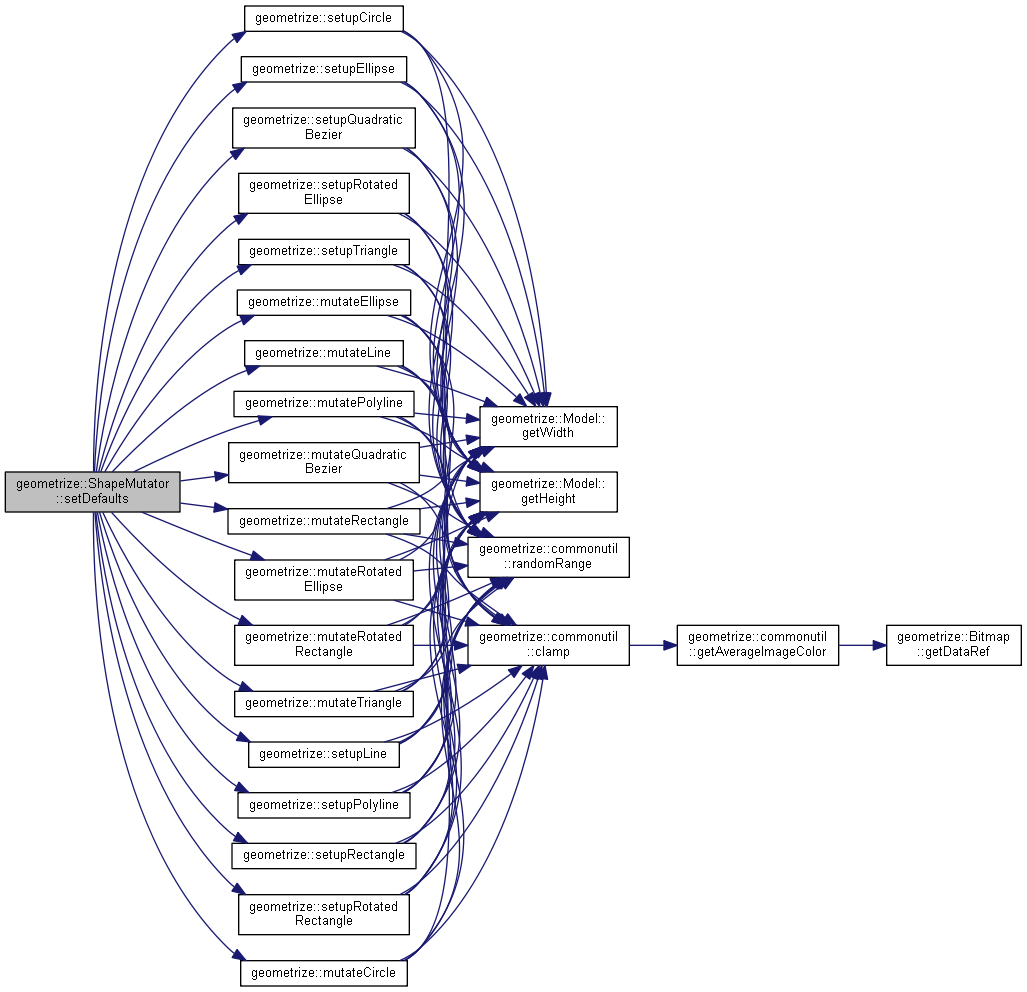 geometrize::ShapeMutator
::setDefaults
geometrize::setupCircle
geometrize::setupEllipse
geometrize::setupQuadratic
Bezier
geometrize::setupRotated
Ellipse
geometrize::setupTriangle
geometrize::mutateEllipse
geometrize::mutateLine
geometrize::mutatePolyline
geometrize::mutateQuadratic
Bezier
geometrize::mutateRectangle
geometrize::mutateRotated
Ellipse
geometrize::mutateRotated
Rectangle
geometrize::mutateTriangle
geometrize::setupLine
geometrize::setupPolyline
geometrize::setupRectangle
geometrize::setupRotated
Rectangle
geometrize::mutateCircle
geometrize::Model::
getWidth
geometrize::Model::
getHeight
geometrize::commonutil
::randomRange
geometrize::commonutil
::clamp
geometrize::commonutil
::getAverageImageColor
geometrize::Bitmap
::getDataRef